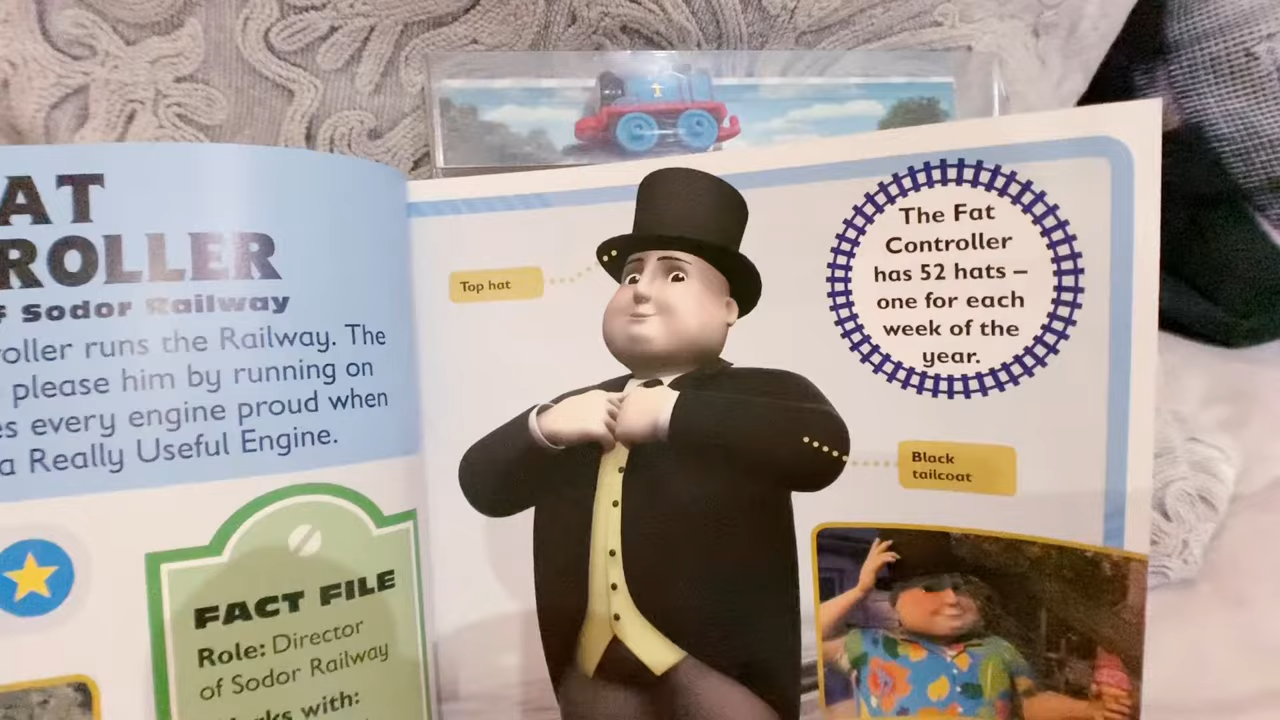 AT
ROLLER
F Sodor Railway
roller runs the Railway. The
please him by running on
es every engine proud when
a Really Useful Engine.
FACT FILE
Role: Director
of Sodor Railway
rks with:
Top hat
The Fat
Controller
has 52 hats –
one for each
week of the
year.
Black
tailcoat